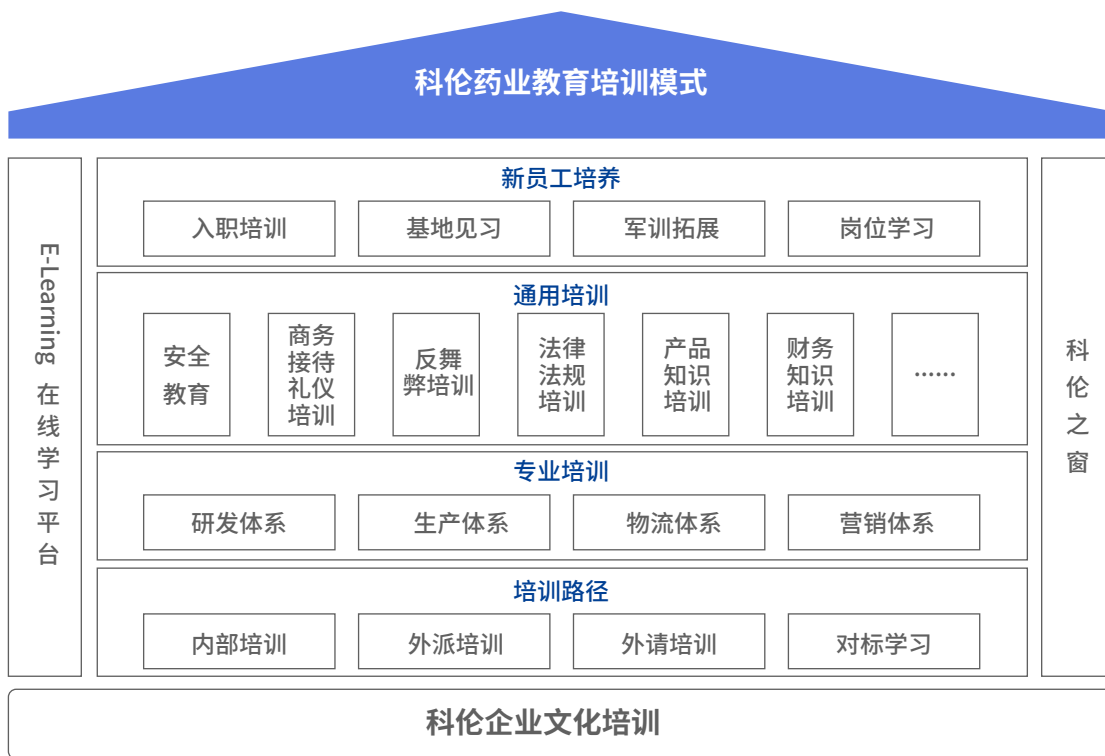 科伦药业教育培训模式
E-Learning 在线学习平台
新员工培养
入职培训
基地见习
军训拓展
岗位学习
通用培训
安全
教育
商务
接待
礼仪
培训
反舞
弊培训
法律
法规
培训
产品
知识
培训
财务
知识
培训
······
专业培训
研发体系
生产体系
物流体系
营销体系
培训路径
内部培训
外派培训
外请培训
对标学习
科伦之窗
科伦企业文化培训